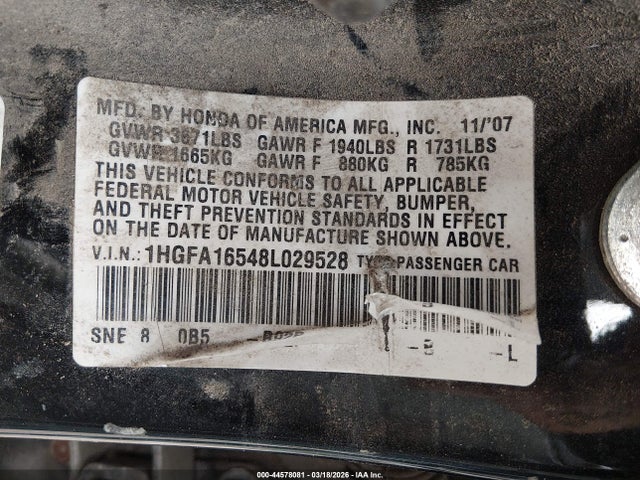 MFD. BY HONDA OF AMERICA MFG., INC. 11/'07
GVWR 3671LBS GAWR F 1940LBS R 1731LBS
GVWR 1665KG GAWR F 880KG R 785KG
THIS VEHICLE CONFORMS TO ALL APPLICABLE
FEDERAL MOTOR VEHICLE SAFETY, BUMPER,
AND THEFT PREVENTION STANDARDS IN EFFECT
ON THE DATE OF MANUFACTURE SHOWN ABOVE.
V.I.N.: 1HGFA16548L029528 TYPE:PASSENGER CAR
SNE 8 0B5 -B -L
000-44578081 - 03/18/2026 - IAA Inc.